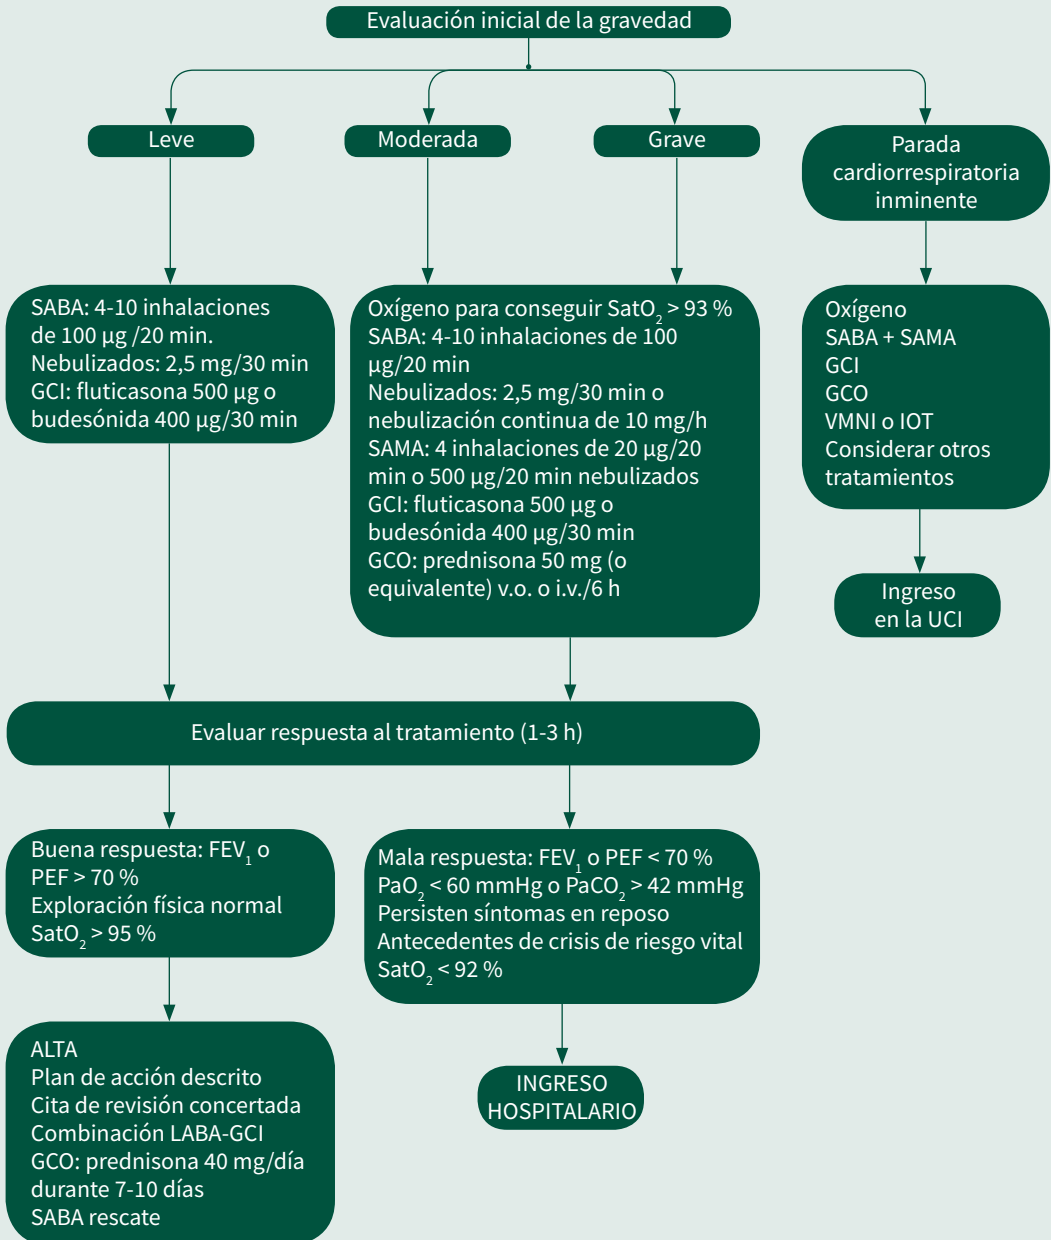 Evaluación inicial de la gravedad
Leve
Moderada
Grave
Parada
cardiorrespiratoria
inminente
SABA: 4-10 inhalaciones
de 100 µg /20 min.
Nebulizados: 2,5 mg/30 min
GCI: fluticasona 500 µg o
budesónida 400 µg/30 min
Oxígeno para conseguir SatO₂ > 93 %
SABA: 4-10 inhalaciones de 100
µg/20 min
Nebulizados: 2,5 mg/30 min o
nebulización continua de 10 mg/h
SAMA: 4 inhalaciones de 20 µg/20
min o 500 µg/20 min nebulizados
GCI: fluticasona 500 µg o
budesónida 400 µg/30 min
GCO: prednisona 50 mg (o
equivalente) v.o. o i.v./6 h
Oxígeno
SABA + SAMA
GCI
GCO
VMNI o IOT
Considerar otros
tratamientos
Ingreso
en la UCI
Evaluar respuesta al tratamiento (1-3 h)
Buena respuesta: FEV₁ o
PEF > 70 %
Exploración física normal
SatO₂ > 95 %
Mala respuesta: FEV₁ o PEF < 70 %
PaO₂ < 60 mmHg o PaCO₂ > 42 mmHg
Persisten síntomas en reposo
Antecedentes de crisis de riesgo vital
SatO₂ < 92 %
ALTA
Plan de acción descrito
Cita de revisión concertada
Combinación LABA-GCI
GCO: prednisona 40 mg/día
durante 7-10 días
SABA rescate
INGRESO
HOSPITALARIO